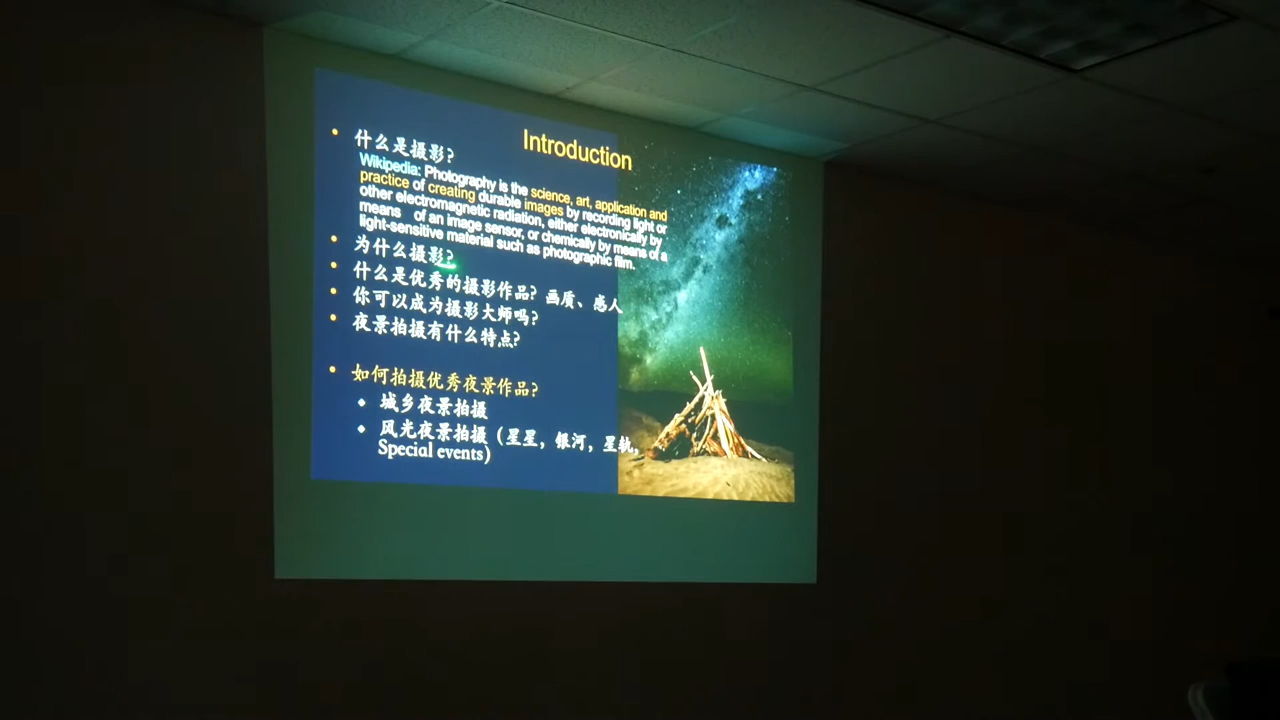 Introduction
什么是摄影?
Wikipedia: Photography is the science, art, application and
practice of creating durable images by recording light or
other electromagnetic radiation, either electronically by
means of an image sensor, or chemically by means of a
light-sensitive material such as photographic film.
为什么摄影?
什么是优秀的摄影作品? 画质、感人
你可以成为摄影大师吗?
夜景拍摄有什么特点?
如何拍摄优秀夜景作品?
城乡夜景拍摄
风光夜景拍摄 (星星, 银河, 星轨,
Special events)